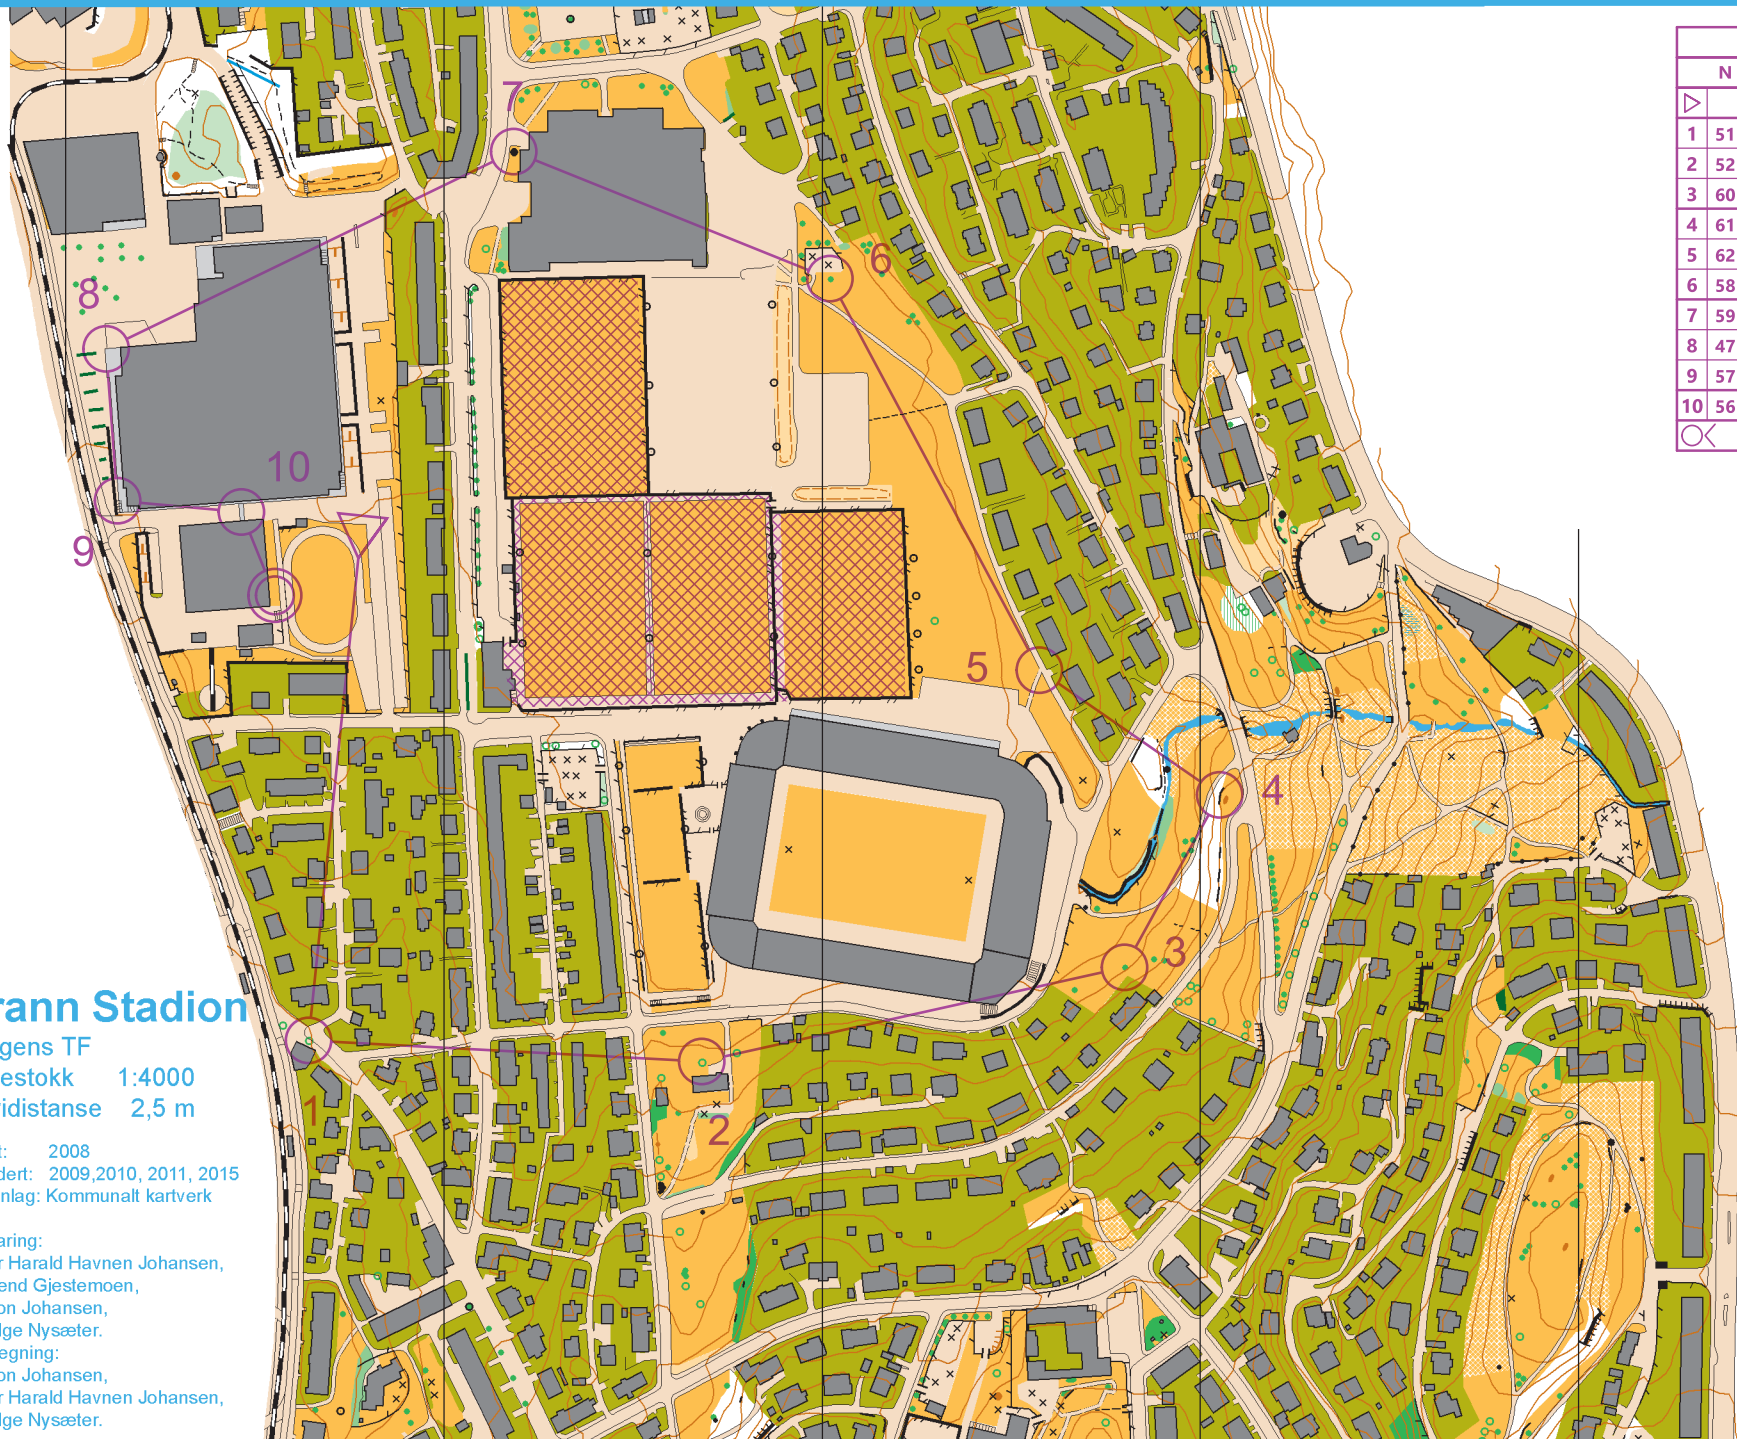 7
N
1 51
2 52
3 60
4 61
5 62
6 58
7 59
8 47
9 57
10 56
6
8
10
9
5
4
3
rann Stadion
gens TF
estokk 1:4000
idistanse 2,5 m
1
2
t: 2008
dert: 2009,2010, 2011, 2015
nlag: Kommunalt kartverk
aring:
r Harald Havnen Johansen,
end Gjestemoen,
on Johansen,
lge Nysæter.
egning:
on Johansen,
r Harald Havnen Johansen,
lge Nysæter.